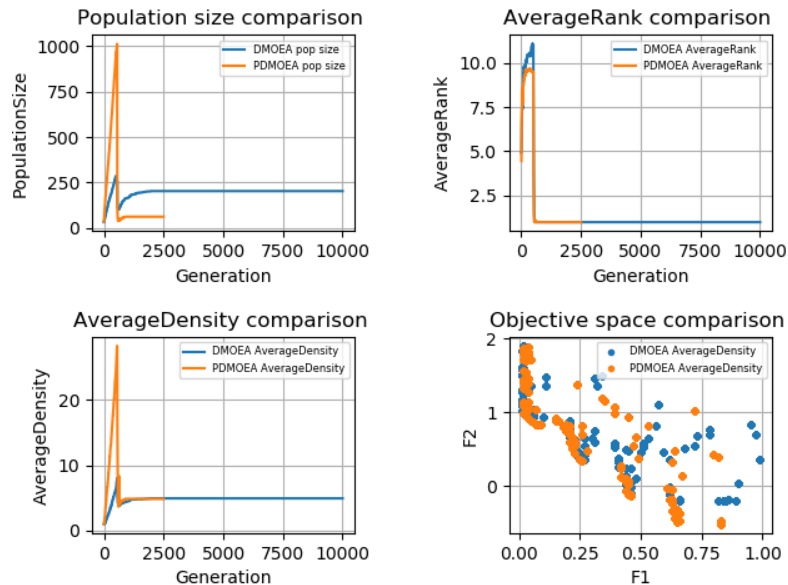 Population size comparison
PopulationSize
1000
750
500
250
0
DMOEA pop size
PDMOEA pop size
0 2500 5000 7500 10000
Generation
AverageRank comparison
AverageRank
10.0
7.5
5.0
2.5
DMOEA AverageRank
PDMOEA AverageRank
0 2500 5000 7500 10000
Generation
AverageDensity comparison
AverageDensity
20
10
0
DMOEA AverageDensity
PDMOEA AverageDensity
0 2500 5000 7500 10000
Generation
Objective space comparison
F2
2
1
0
DMOEA AverageDensity
PDMOEA AverageDensity
0.00 0.25 0.50 0.75 1.00
F1